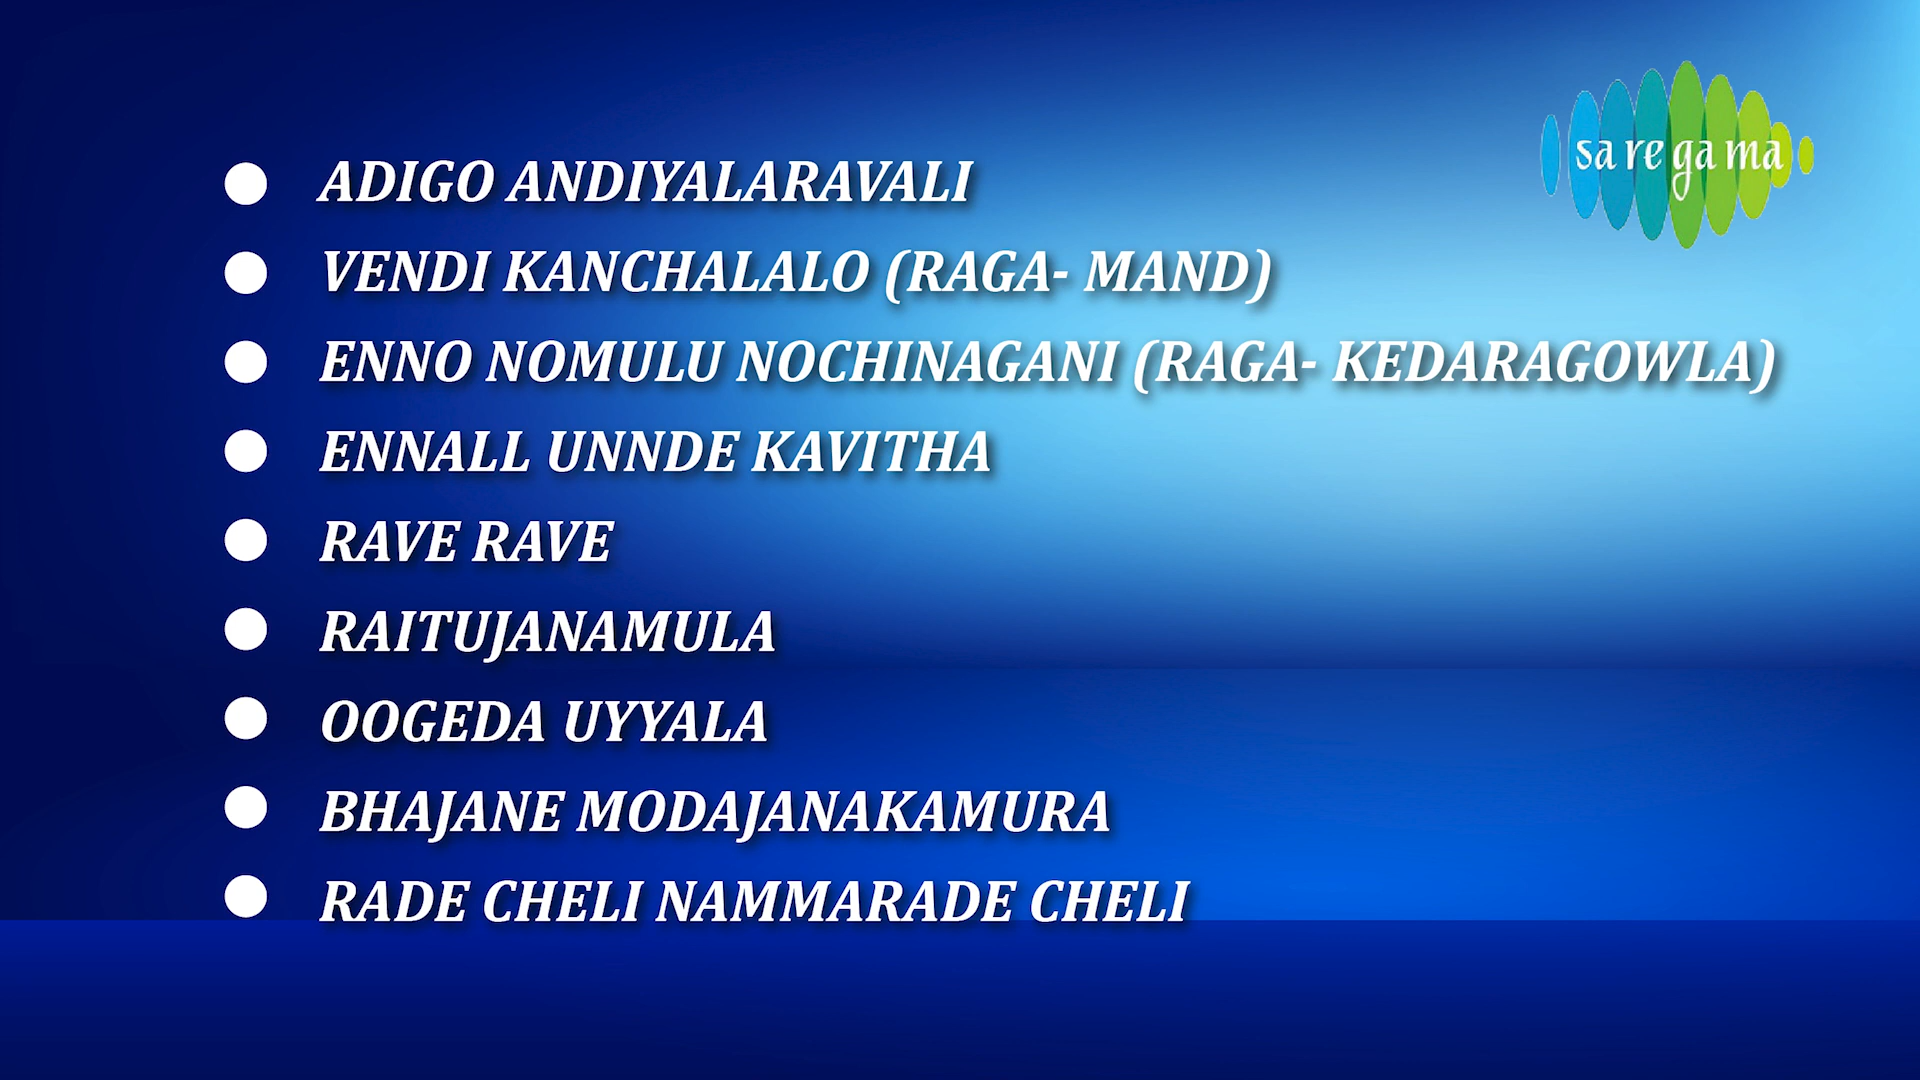 sa re ga ma
ADIGO ANDIYALARAVALI
VENDI KANCHALALO (RAGA- MAND)
ENNO NOMULU NOCHINAGANI (RAGA- KEDARAGOWLA)
ENNALL UNNDE KAVITHA
RAVE RAVE
RAITUJANAMULA
OOGEDA UYYALA
BHAJANE MODAJANAKAMURA
RADE CHELI NAMMARADE CHELI